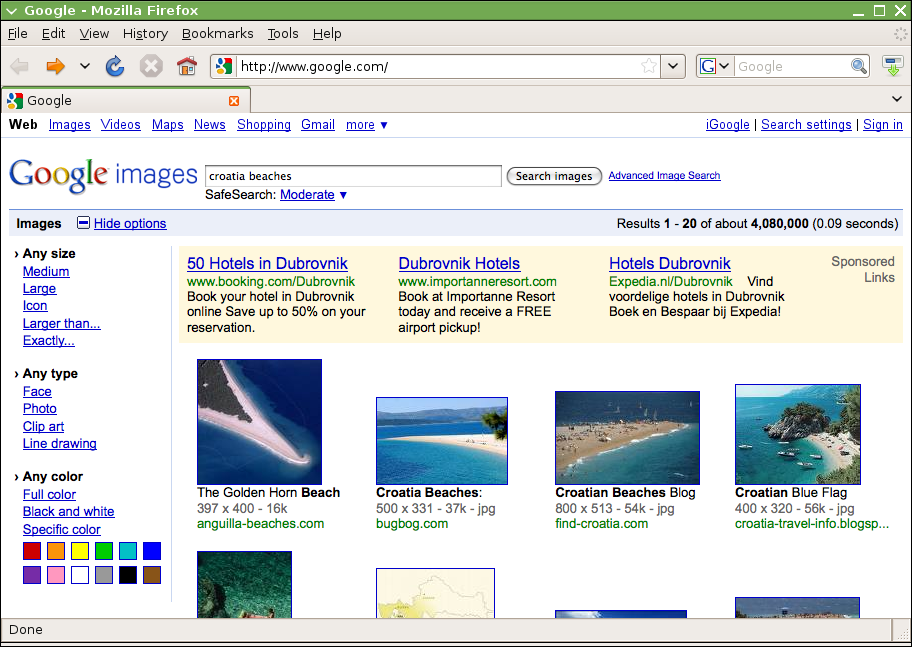 Google - Mozilla Firefox
File Edit View History Bookmarks Tools Help
http://www.google.com/
G Google
Google
Web Images Videos Maps News Shopping Gmail more ▼ iGoogle | Search settings | Sign in
Google images croatia beaches Search images Advanced Image Search
SafeSearch: Moderate ▼
Images Hide options Results 1 - 20 of about 4,080,000 (0.09 seconds)
› Any size
Medium
Large
Icon
Larger than...
Exactly...
› Any type
Face
Photo
Clip art
Line drawing
› Any color
Full color
Black and white
Specific color
50 Hotels in Dubrovnik
www.booking.com/Dubrovnik
Book your hotel in Dubrovnik
online Save up to 50% on your
reservation.
Dubrovnik Hotels
www.importanneresort.com
Book at Importanne Resort
today and receive a FREE
airport pickup!
Hotels Dubrovnik
Expedia.nl/Dubrovnik Vind
voordelige hotels in Dubrovnik
Boek en Bespaar bij Expedia!
Sponsored
Links
The Golden Horn Beach
397 x 400 - 16k
anguilla-beaches.com
Croatia Beaches:
500 x 331 - 37k - jpg
bugbog.com
Croatian Beaches Blog
800 x 513 - 54k - jpg
find-croatia.com
Croatian Blue Flag
400 x 320 - 56k - jpg
croatia-travel-info.blogsp...
Done